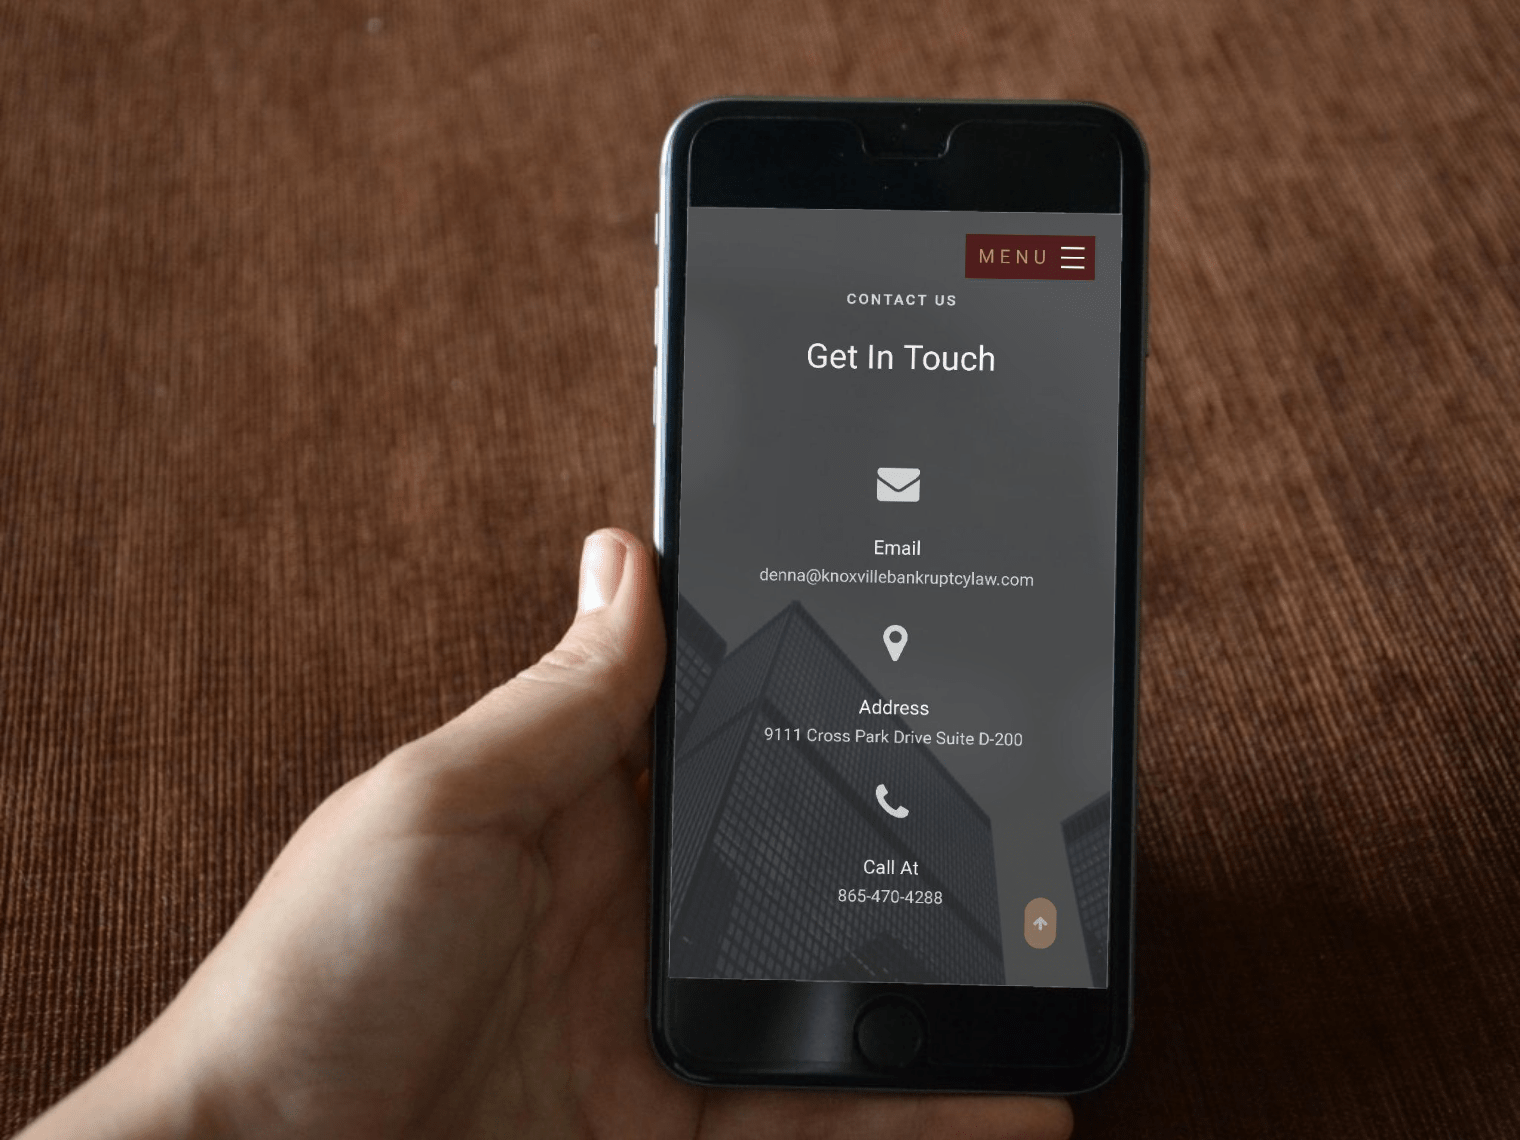 MENU
CONTACT US
Get In Touch
Email
denna@knoxvillebankruptcylaw.com
Address
9111 Cross Park Drive Suite D-200
Call At
865-470-4288